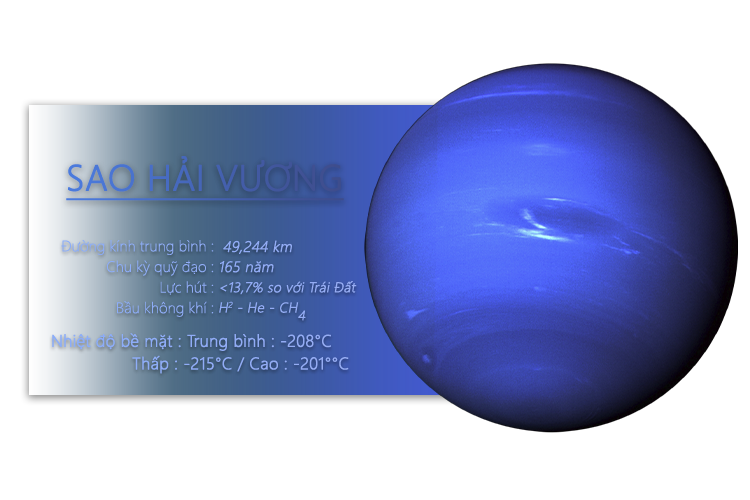 SAO HẢI VƯƠNG
Đường kính trung bình : 49,244 km
Chu kỳ quỹ đạo : 165 năm
Lực hút : <13,7% so với Trái Đất
Bầu không khí : H² - He - CH₄
Nhiệt độ bề mặt : Trung bình : -208°C
Thấp : -215°C / Cao : -201°°C